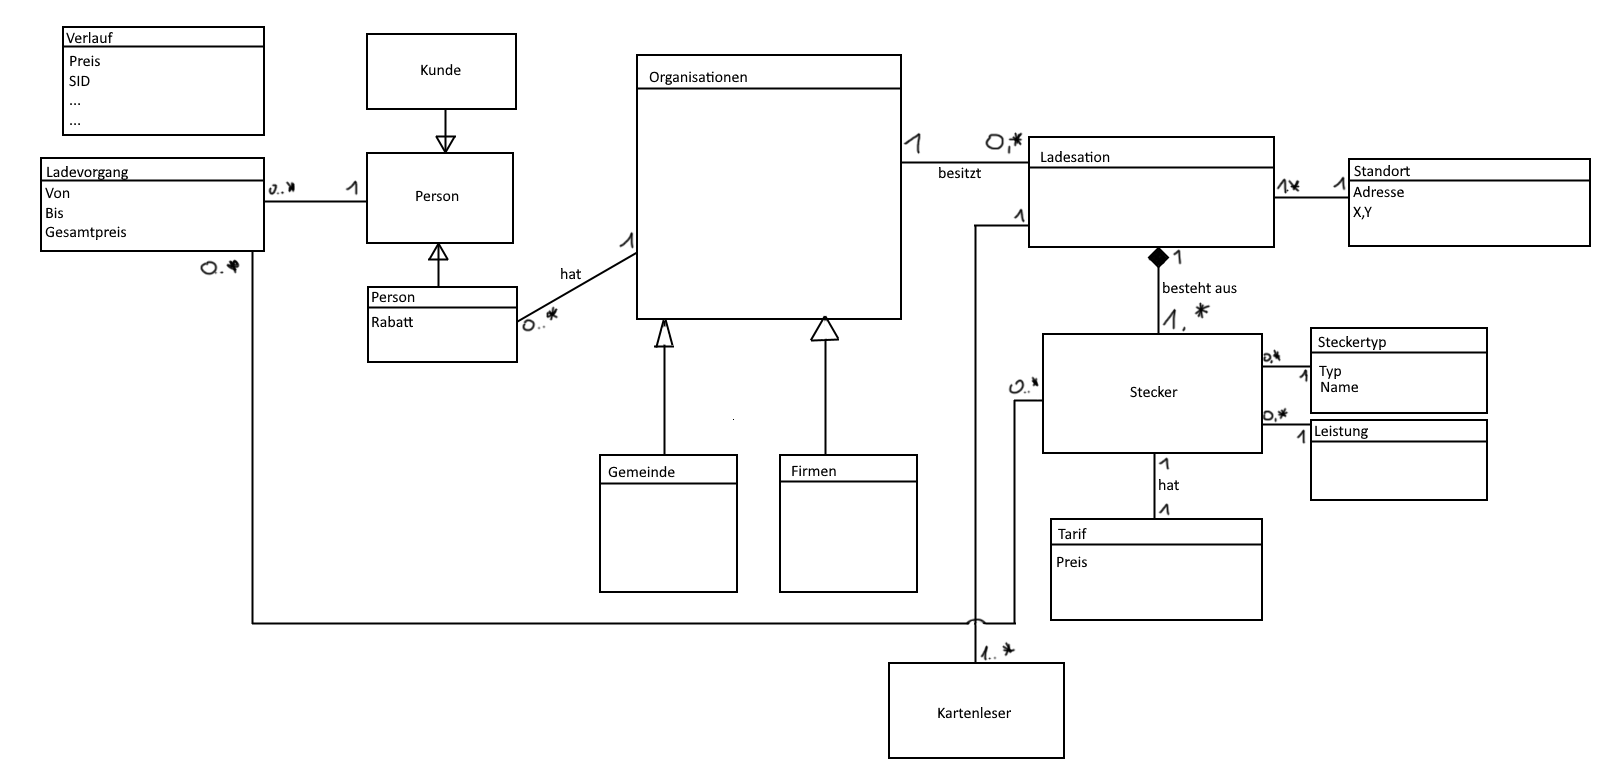 Verlauf
Preis
SID
...
...
Kunde
Organisationen
Ladevorgang
Von
Bis
Gesamtpreis
0..*
1
Person
0..*
Person
Rabatt
hat
1
0..*
1
0,*
besitzt
Ladesation
1
1*
1
Standort
Adresse
X,Y
1
besteht aus
1,*
0..*
Stecker
0,*
1
Steckertyp
Typ
Name
0,*
1
Leistung
1
hat
1
Tarif
Preis
Gemeinde
Firmen
1..*
Kartenleser